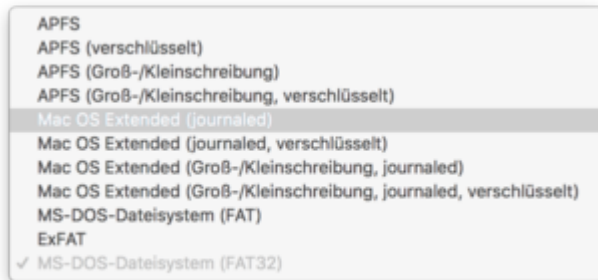 APFS
APFS (verschlüsselt)
APFS (Groß-/Kleinschreibung)
APFS (Groß-/Kleinschreibung, verschlüsselt)
Mac OS Extended (journaled)
Mac OS Extended (journaled, verschlüsselt)
Mac OS Extended (Groß-/Kleinschreibung, journaled)
Mac OS Extended (Groß-/Kleinschreibung, journaled, verschlüsselt)
MS-DOS-Dateisystem (FAT)
ExFAT
✓ MS-DOS-Dateisystem (FAT32)